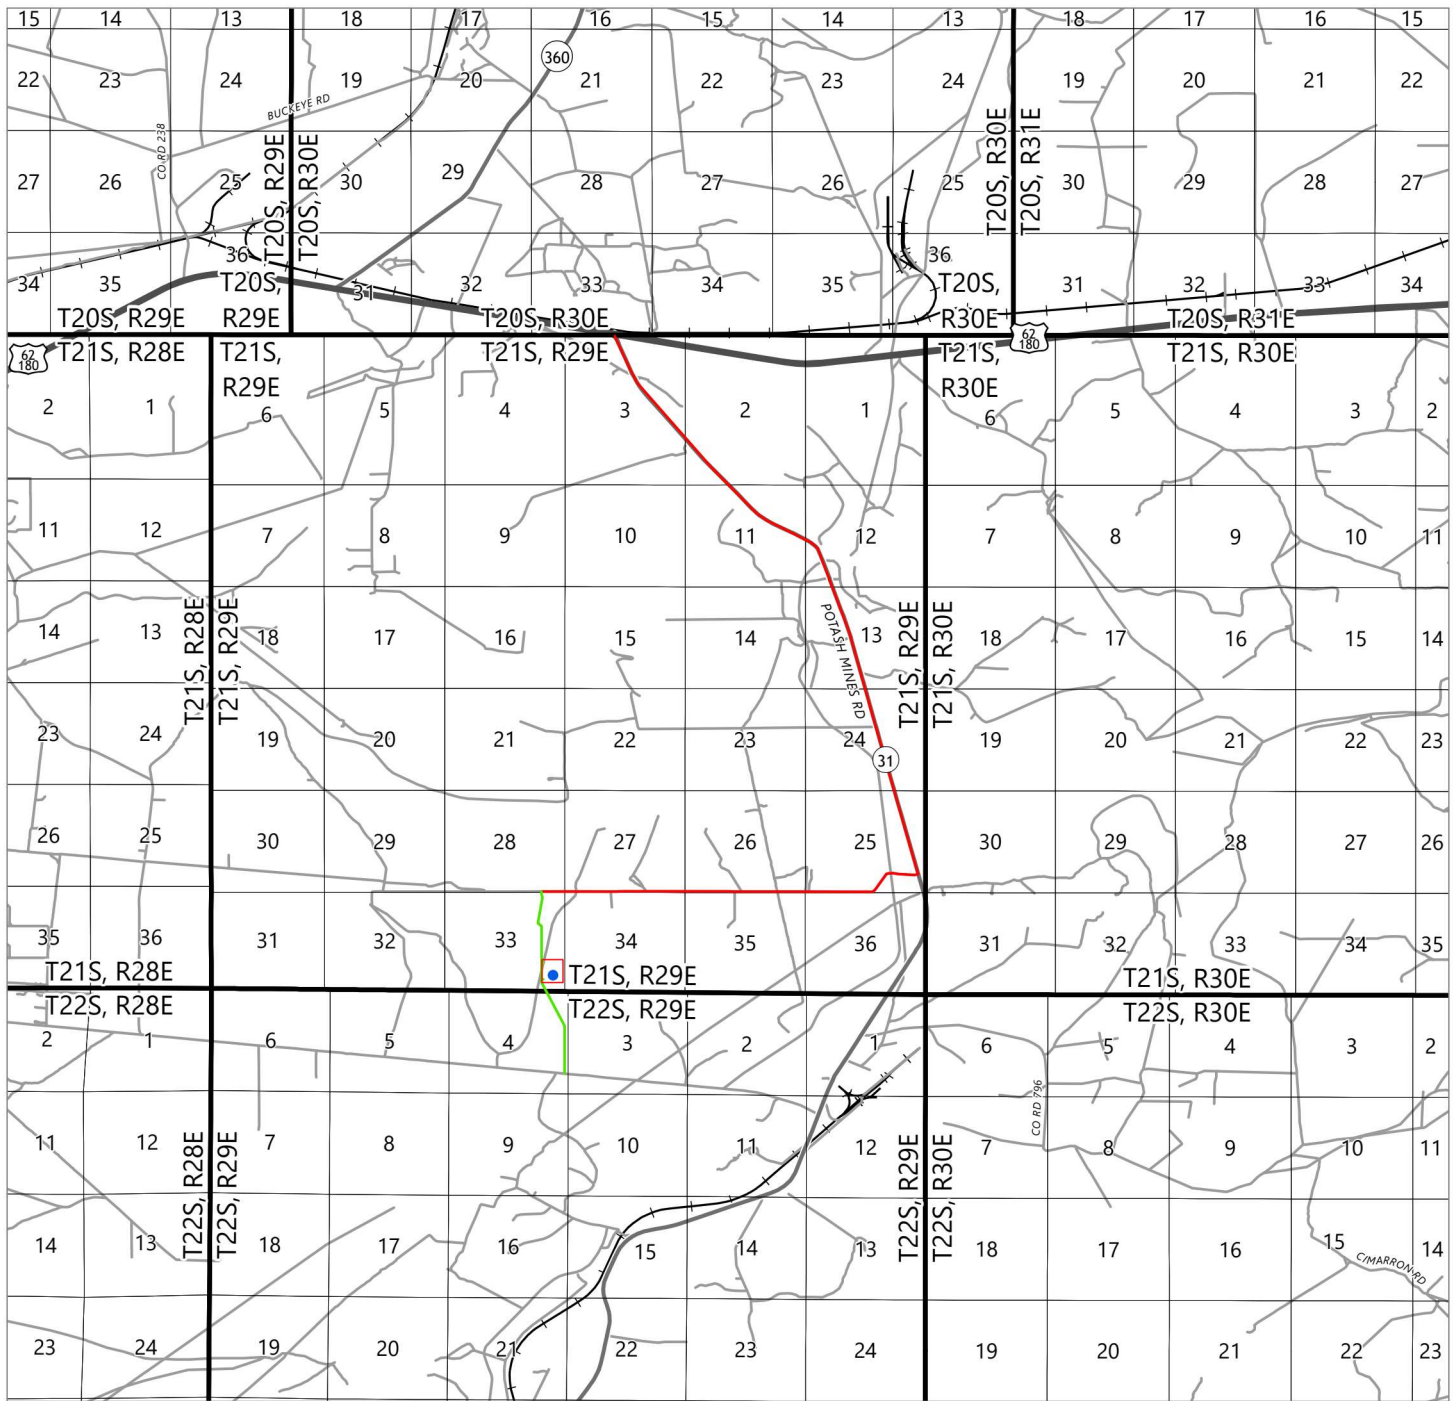 15 14 13 18 17 16 15 14 13 18 17 16 15
360
22 23 24 19 20 21 22 23 24 19 20 21 22
BUCKEYE RD
CO RD 238
T20S, R29E
T20S, R30E
T20S, R30E
T20S, R31E
27 26 25 30 29 28 27 26 25 30 29 28 27
34 35 36 31 32 33 34 35 36 31 32 33 34
T20S, R29E
T20S,
R29E
T20S, R30E
T20S,
R30E
T20S, R31E
62
180
62
180
T21S, R28E
T21S,
R29E
T21S, R29E
T21S,
R30E
T21S, R30E
2 1 6 5 4 3 2 1 6 5 4 3 2
11 12 7 8 9 10 11 12 7 8 9 10 11
T21S, R28E
T21S, R29E
POTASH MINES RD
T21S, R29E
T21S, R30E
14 13 18 17 16 15 14 13 18 17 16 15 14
23 24 19 20 21 22 23 24 19 20 21 22 23
31
26 25 30 29 28 27 26 25 30 29 28 27 26
35 36 31 32 33 34 35 36 31 32 33 34 35
T21S, R28E
T21S, R29E
T21S, R30E
T22S, R28E
T22S, R29E
T22S, R30E
2 1 6 5 4 3 2 1 6 5 4 3 2
CO RD 796
11 12 7 8 9 10 11 12 7 8 9 10 11
T22S, R28E
T22S, R29E
T22S, R29E
T22S, R30E
14 13 18 17 16 15 14 13 18 17 16 15 14
CIMARRON RD
23 24 19 20 21 22 23 24 19 20 21 22 23